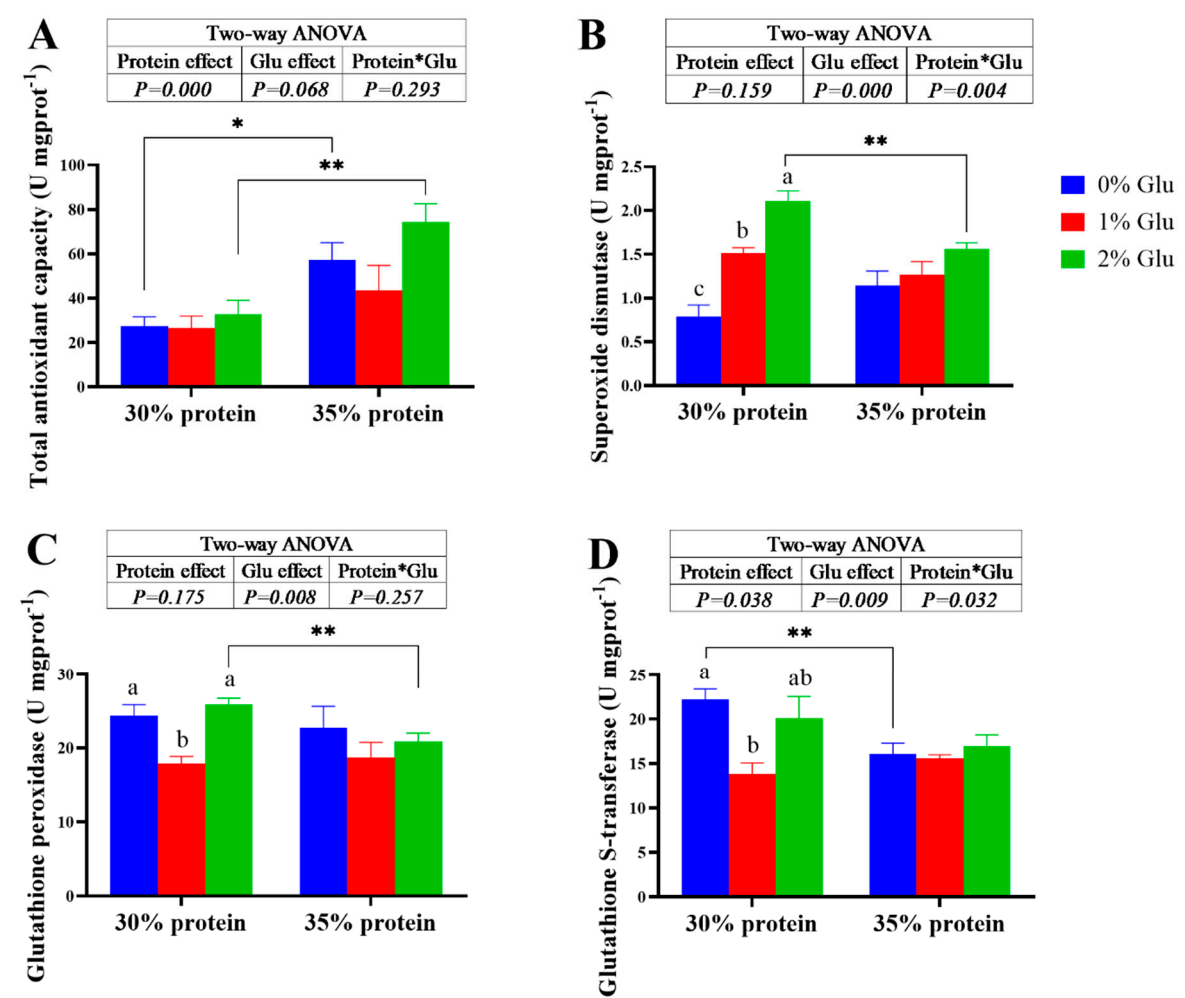 A
Two-way ANOVA
Protein effect Glu effect Protein*Glu
P=0.000 P=0.068 P=0.293
Total antioxidant capacity (U mgprot-1)
100
80
60
40
20
0
*
**
30% protein 35% protein
B
Two-way ANOVA
Protein effect Glu effect Protein*Glu
P=0.159 P=0.000 P=0.004
Superoxide dismutase (U mgprot-1)
2.5
2.0
1.5
1.0
0.5
0.0
**
c b a
30% protein 35% protein
0% Glu
1% Glu
2% Glu
C
Two-way ANOVA
Protein effect Glu effect Protein*Glu
P=0.175 P=0.008 P=0.257
Glutathione peroxidase (U mgprot-1)
30
20
10
0
**
a b a
30% protein 35% protein
D
Two-way ANOVA
Protein effect Glu effect Protein*Glu
P=0.038 P=0.009 P=0.032
Glutathione S-transferase (U mgprot-1)
25
20
15
10
5
0
**
a b ab
30% protein 35% protein